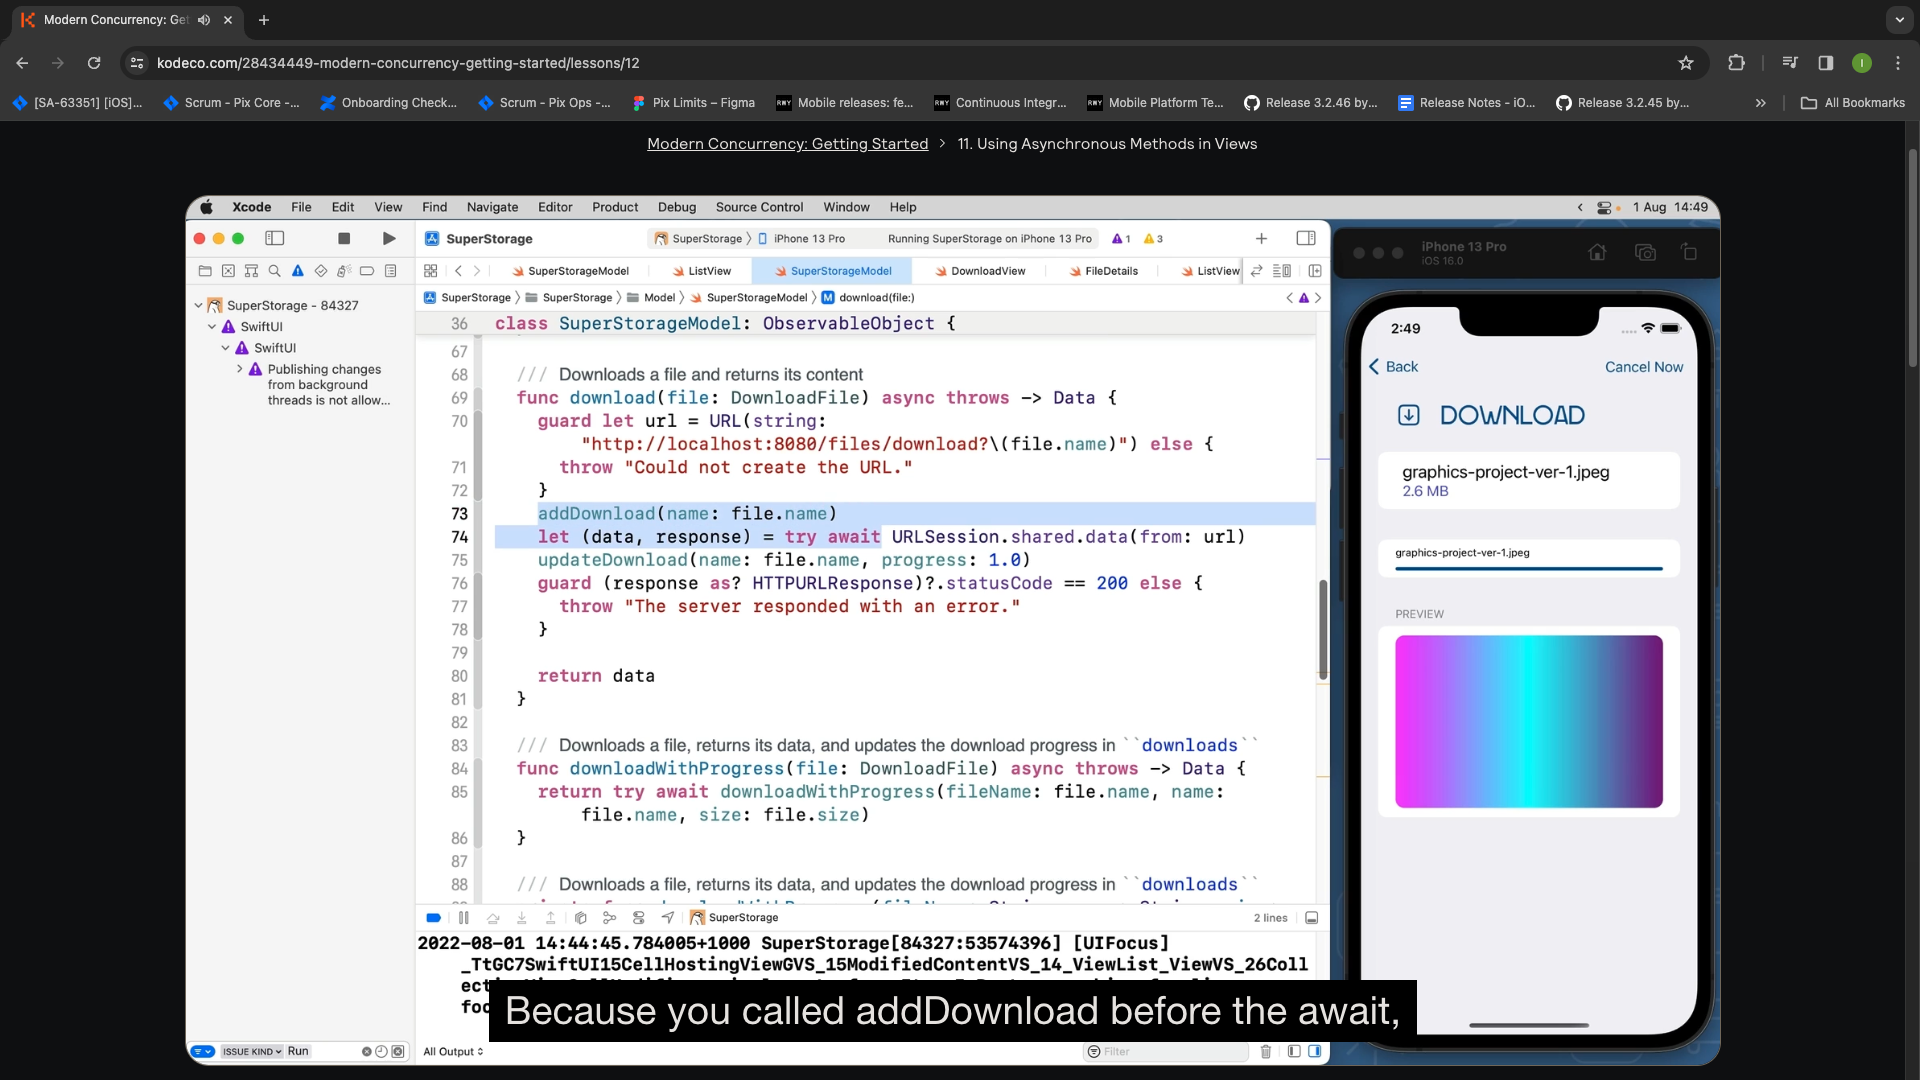 Modern Concurrency: Get
kodeco.com/28434449-modern-concurrency-getting-started/lessons/12
[SA-63351] [iOS]...
Scrum - Pix Core -...
Onboarding Check...
Scrum - Pix Ops -...
Pix Limits – Figma
Mobile releases: fe...
Continuous Integr...
Mobile Platform Te...
Release 3.2.46 by...
Release Notes - iO...
Release 3.2.45 by...
All Bookmarks
Modern Concurrency: Getting Started > 11. Using Asynchronous Methods in Views
Xcode File Edit View Find Navigate Editor Product Debug Source Control Window Help
1 Aug 14:49
SuperStorage
SuperStorage > iPhone 13 Pro
Running SuperStorage on iPhone 13 Pro
1
3
SuperStorageModel
ListView
SuperStorageModel
DownloadView
FileDetails
ListView
SuperStorage > SuperStorage > Model > SuperStorageModel > M download(file:)
SuperStorage - 84327
SwiftUI
SwiftUI
Publishing changes
from background
threads is not allow...
36 class SuperStorageModel: ObservableObject {
67
68 /// Downloads a file and returns its content
69 func download(file: DownloadFile) async throws -> Data {
70 guard let url = URL(string:
"http://localhost:8080/files/download?\(file.name)") else {
71 throw "Could not create the URL."
72 }
73 addDownload(name: file.name)
74 let (data, response) = try await URLSession.shared.data(from: url)
75 updateDownload(name: file.name, progress: 1.0)
76 guard (response as? HTTPURLResponse)?.statusCode == 200 else {
77 throw "The server responded with an error."
78 }
79
80 return data
81 }
82
83 /// Downloads a file, returns its data, and updates the download progress in ``downloads``
84 func downloadWithProgress(file: DownloadFile) async throws -> Data {
85 return try await downloadWithProgress(fileName: file.name, name:
file.name, size: file.size)
86 }
87
88 /// Downloads a file, returns its data, and updates the download progress in ``downloads``
SuperStorage
2 lines
2022-08-01 14:44:45.784005+1000 SuperStorage[84327:53574396] [UIFocus]
_TtGC7SwiftUI15CellHostingViewGVS_15ModifiedContentVS_14_ViewList_ViewVS_26Coll
Because you called addDownload before the await,
ISSUE KIND
Run
All Output
Filter
iPhone 13 Pro
iOS 16.0
2:49
Back
Cancel Now
DOWNLOAD
graphics-project-ver-1.jpeg
2.6 MB
graphics-project-ver-1.jpeg
PREVIEW